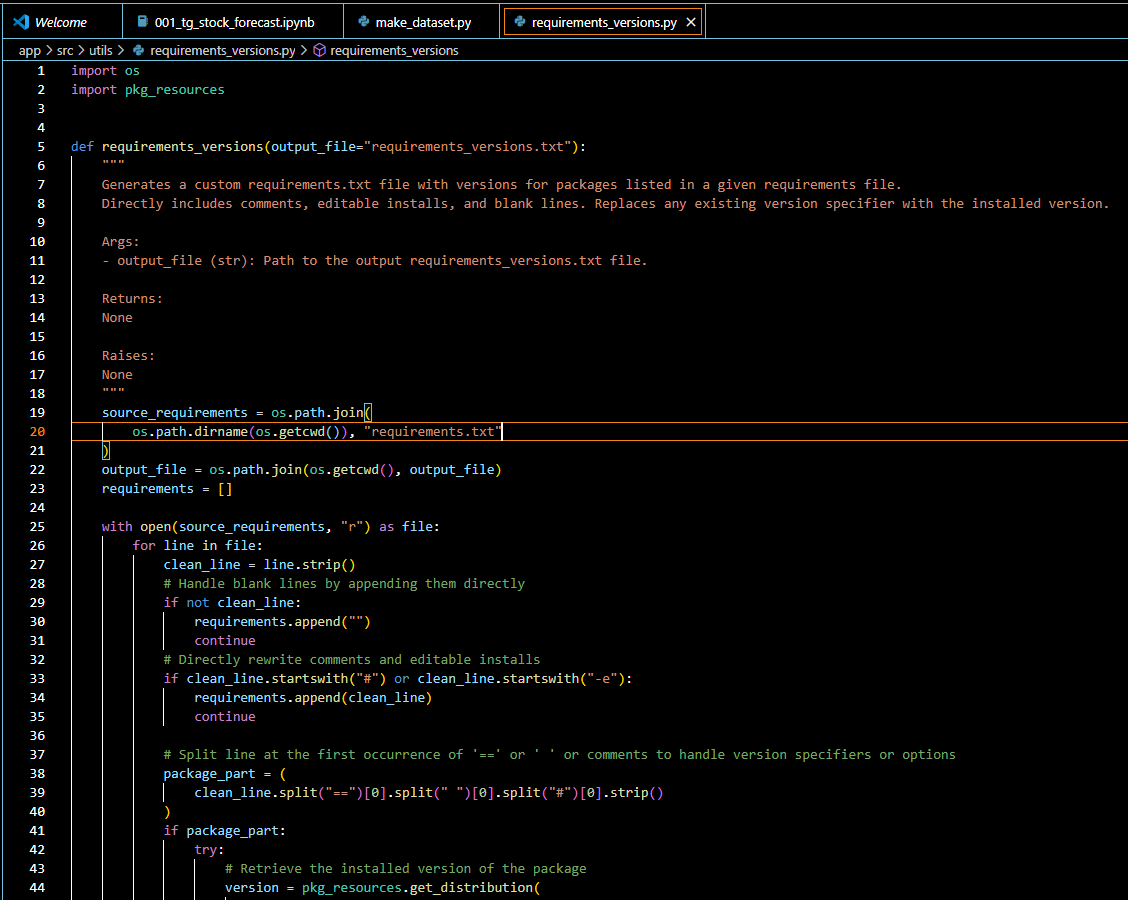 Welcome 001_tg_stock_forecast.ipynb make_dataset.py requirements_versions.py ×
app > src > utils > requirements_versions.py > requirements_versions
1 import os
2 import pkg_resources
3
4
5 def requirements_versions(output_file="requirements_versions.txt"):
6     """
7     Generates a custom requirements.txt file with versions for packages listed in a given requirements file.
8     Directly includes comments, editable installs, and blank lines. Replaces any existing version specifier with the installed version.
9
10     Args:
11     - output_file (str): Path to the output requirements_versions.txt file.
12
13     Returns:
14     None
15
16     Raises:
17     None
18     """
19     source_requirements = os.path.join(
20         os.path.dirname(os.getcwd()), "requirements.txt"
21     )
22     output_file = os.path.join(os.getcwd(), output_file)
23     requirements = []
24
25     with open(source_requirements, "r") as file:
26         for line in file:
27             clean_line = line.strip()
28             # Handle blank lines by appending them directly
29             if not clean_line:
30                 requirements.append("")
31                 continue
32             # Directly rewrite comments and editable installs
33             if clean_line.startswith("#") or clean_line.startswith("-e"):
34                 requirements.append(clean_line)
35                 continue
36
37             # Split line at the first occurrence of '==' or ' ' or comments to handle version specifiers or options
38             package_part = (
39                 clean_line.split("==")[0].split(" ")[0].split("#")[0].strip()
40             )
41             if package_part:
42                 try:
43                     # Retrieve the installed version of the package
44                     version = pkg_resources.get_distribution(